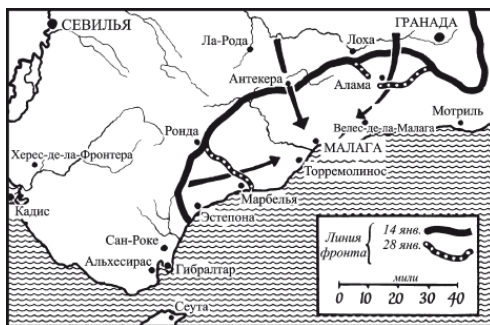 СЕВИЛЬЯ
ГРАНАДА
Ла-Рода
Лоха
Антекера
Алама
Мотриль
Велес-де-ла-Малага
Ронда
МАЛАГА
Херес-де-ла-Фронтера
Торремолинос
Марбелья
Кадис
Эстепона
Сан-Роке
Альхесирас
Гибралтар
Сеута
Линия фронта
14 янв.
28 янв.
мили
0 10 20 30 40